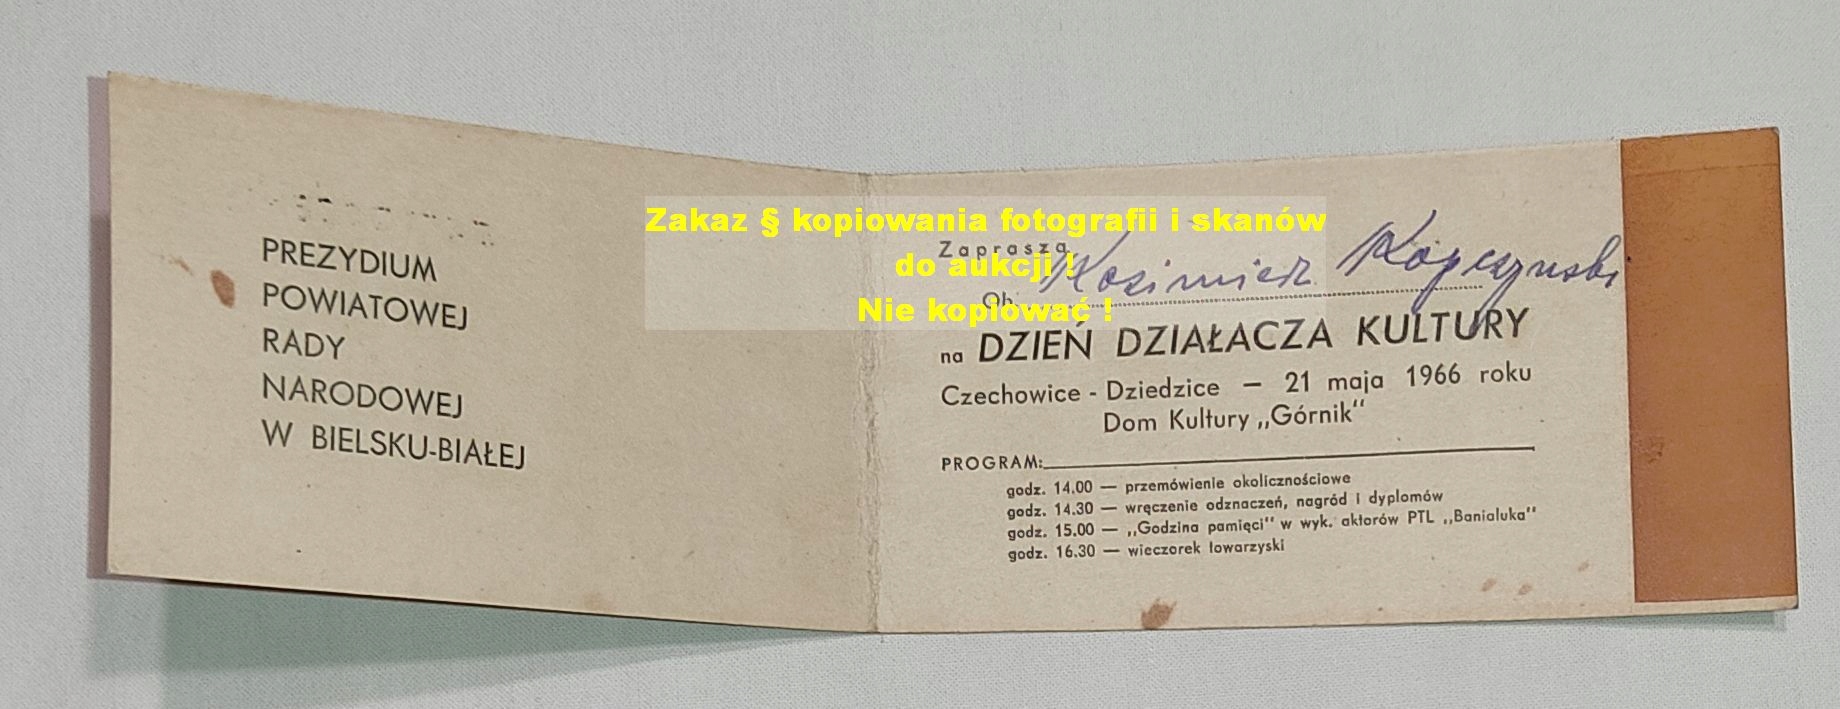 PREZYDIUM
POWIATOWEJ
RADY
NARODOWEJ
W BIELSKU-BIAŁEJ
Zakaz § kopiowania fotografii i skanów
do aukcji !
Nie kopiować !
Zaprasza
Ob. Kazimierz
na DZIEŃ DZIAŁACZA KULTURY
Czechowice - Dziedzice — 21 maja 1966 roku
Dom Kultury „Górnik“
PROGRAM:
godz. 14.00 — przemówienie okolicznościowe
godz. 14.30 — wręczenie odznaczeń, nagród i dyplomów
godz. 15.00 — „Godzina pamięci“ w wyk. aktorów PTL „Banialuka“
godz. 16.30 — wieczorek towarzyski